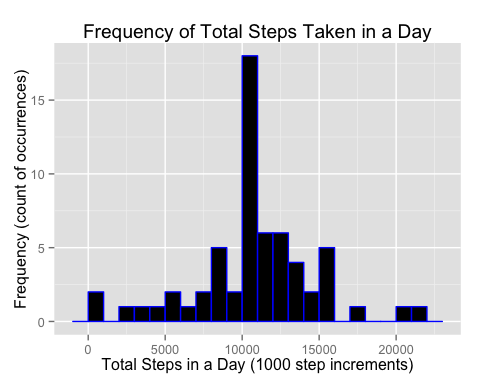 Frequency of Total Steps Taken in a Day
Frequency (count of occurrences)
15
10
5
0
0 5000 10000 15000 20000
Total Steps in a Day (1000 step increments)